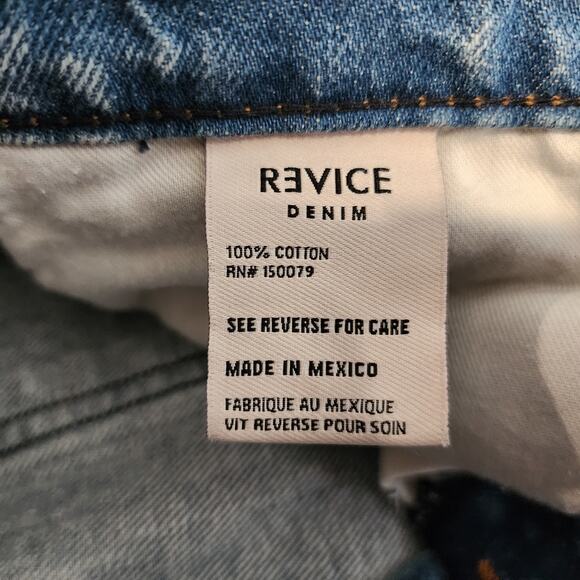 RƎVICE
DENIM
100% COTTON
RN# 150079
SEE REVERSE FOR CARE
MADE IN MEXICO
FABRIQUE AU MEXIQUE
VIT REVERSE POUR SOIN